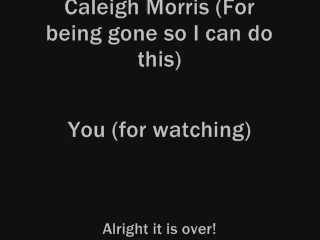 Caleigh Morris (For
being gone so I can do
this)
You (for watching)
Alright it is over!